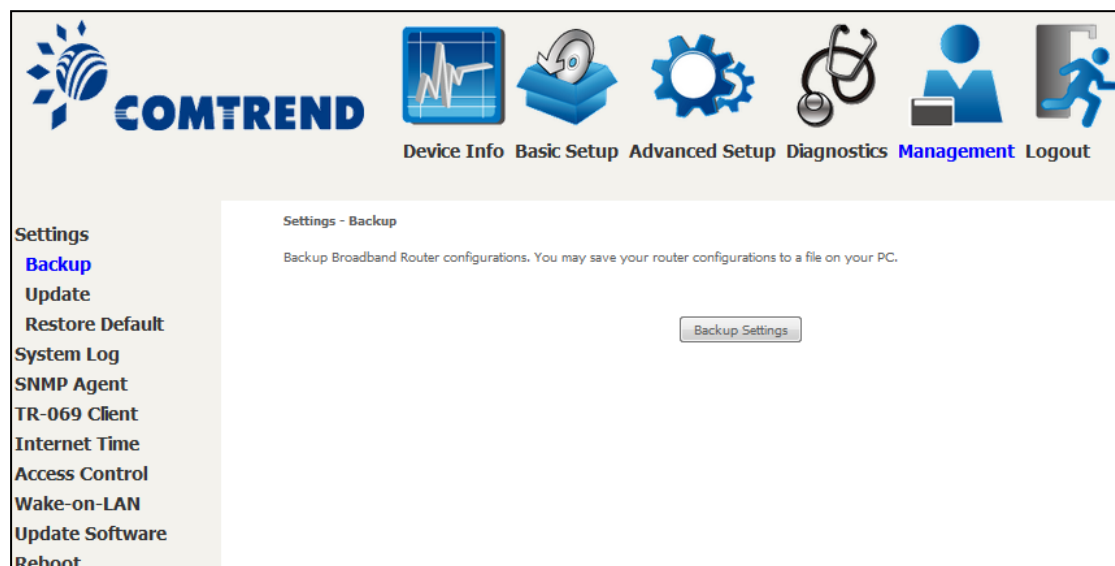 COMTREND
Device Info Basic Setup Advanced Setup Diagnostics Management Logout
Settings
Backup
Update
Restore Default
System Log
SNMP Agent
TR-069 Client
Internet Time
Access Control
Wake-on-LAN
Update Software
Reboot
Settings - Backup
Backup Broadband Router configurations. You may save your router configurations to a file on your PC.
Backup Settings